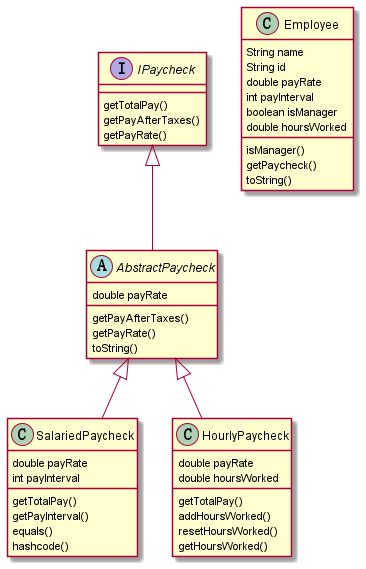 C Employee
String name
String id
double payRate
int payInterval
boolean isManager
double hoursWorked
isManager()
getPaycheck()
toString()
I IPaycheck
getTotalPay()
getPayAfterTaxes()
getPayRate()
A AbstractPaycheck
double payRate
getPayAfterTaxes()
getPayRate()
toString()
C SalariedPaycheck
double payRate
int payInterval
getTotalPay()
getPayInterval()
equals()
hashcode()
C HourlyPaycheck
double payRate
double hoursWorked
getTotalPay()
addHoursWorked()
resetHoursWorked()
getHoursWorked()